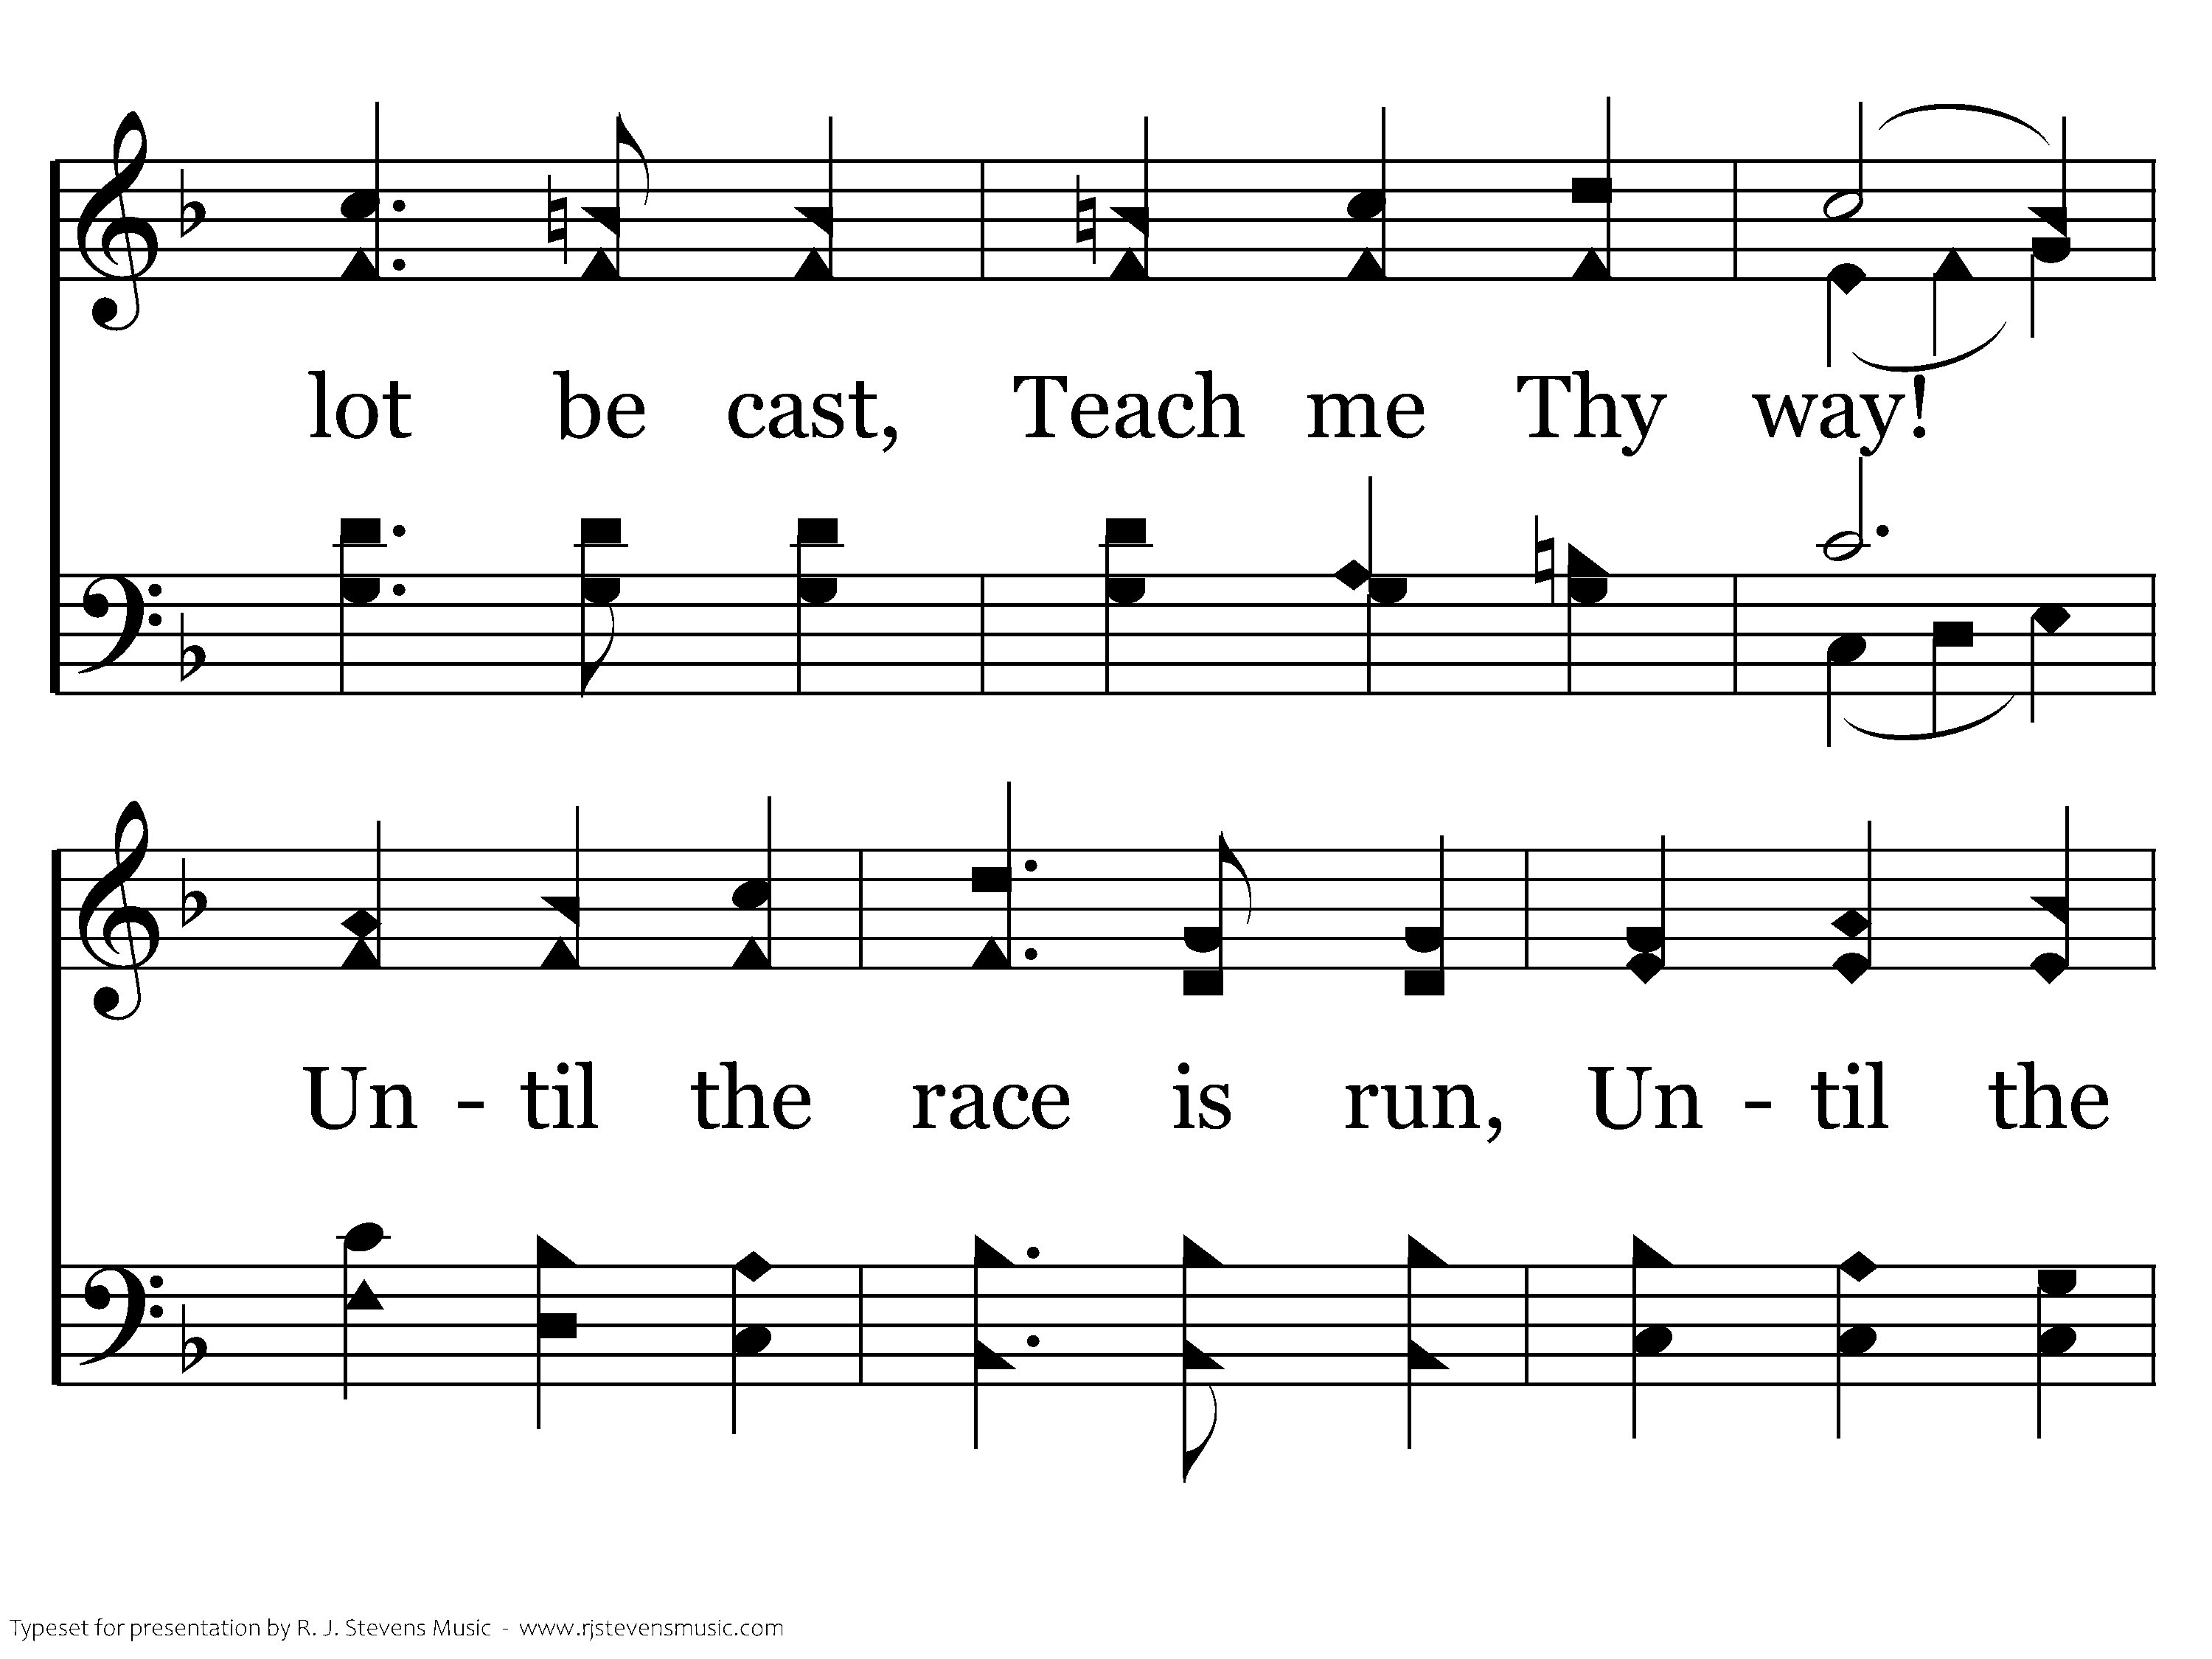 lot be cast, Teach me Thy way!
Un - til the race is run, Un - til the
Typeset for presentation by R. J. Stevens Music - www.rjstevensmusic.com